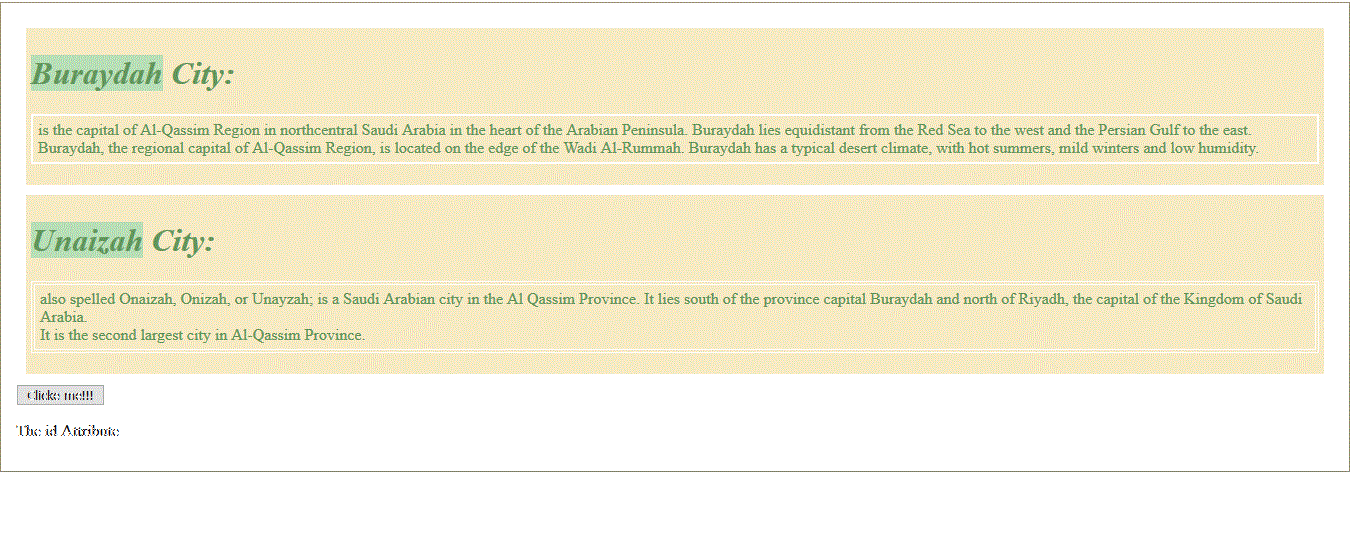 Buraydah City:
is the capital of Al-Qassim Region in northcentral Saudi Arabia in the heart of the Arabian Peninsula. Buraydah lies equidistant from the Red Sea to the west and the Persian Gulf to the east.
Buraydah, the regional capital of Al-Qassim Region, is located on the edge of the Wadi Al-Rummah. Buraydah has a typical desert climate, with hot summers, mild winters and low humidity.
Unaizah City:
also spelled Onaizah, Onizah, or Unayzah; is a Saudi Arabian city in the Al Qassim Province. It lies south of the province capital Buraydah and north of Riyadh, the capital of the Kingdom of Saudi
Arabia.
It is the second largest city in Al-Qassim Province.
Clicke me!!!
The id Attribute